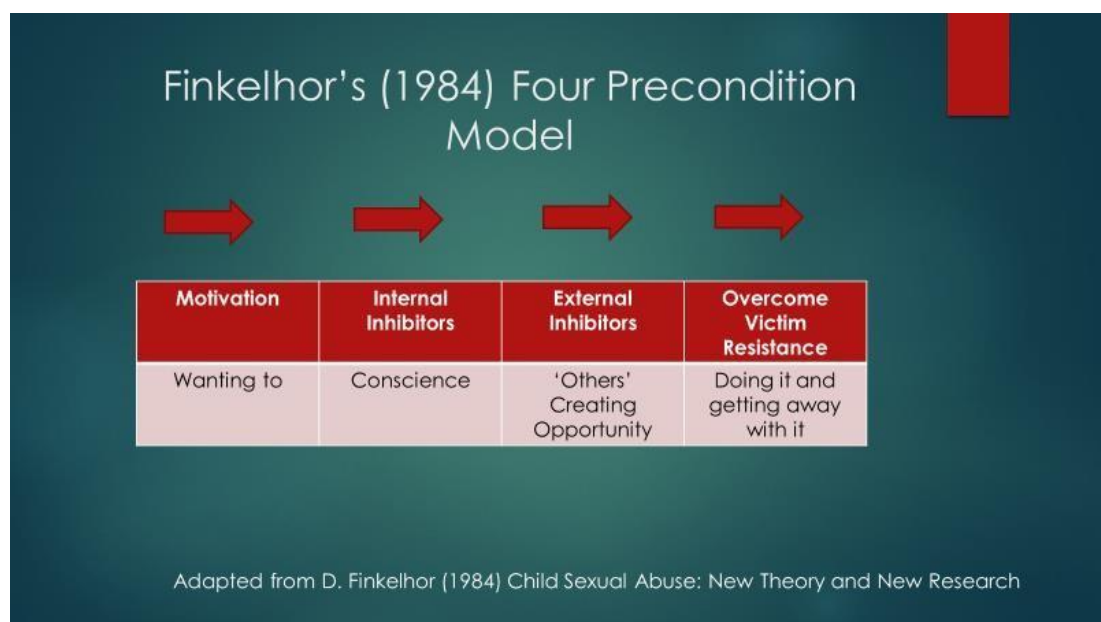 Finkelhor’s (1984) Four Precondition
Model
Motivation
Internal
Inhibitors
External
Inhibitors
Overcome
Victim
Resistance
Wanting to
Conscience
‘Others’
Creating
Opportunity
Doing it and
getting away
with it
Adapted from D. Finkelhor (1984) Child Sexual Abuse: New Theory and New Research